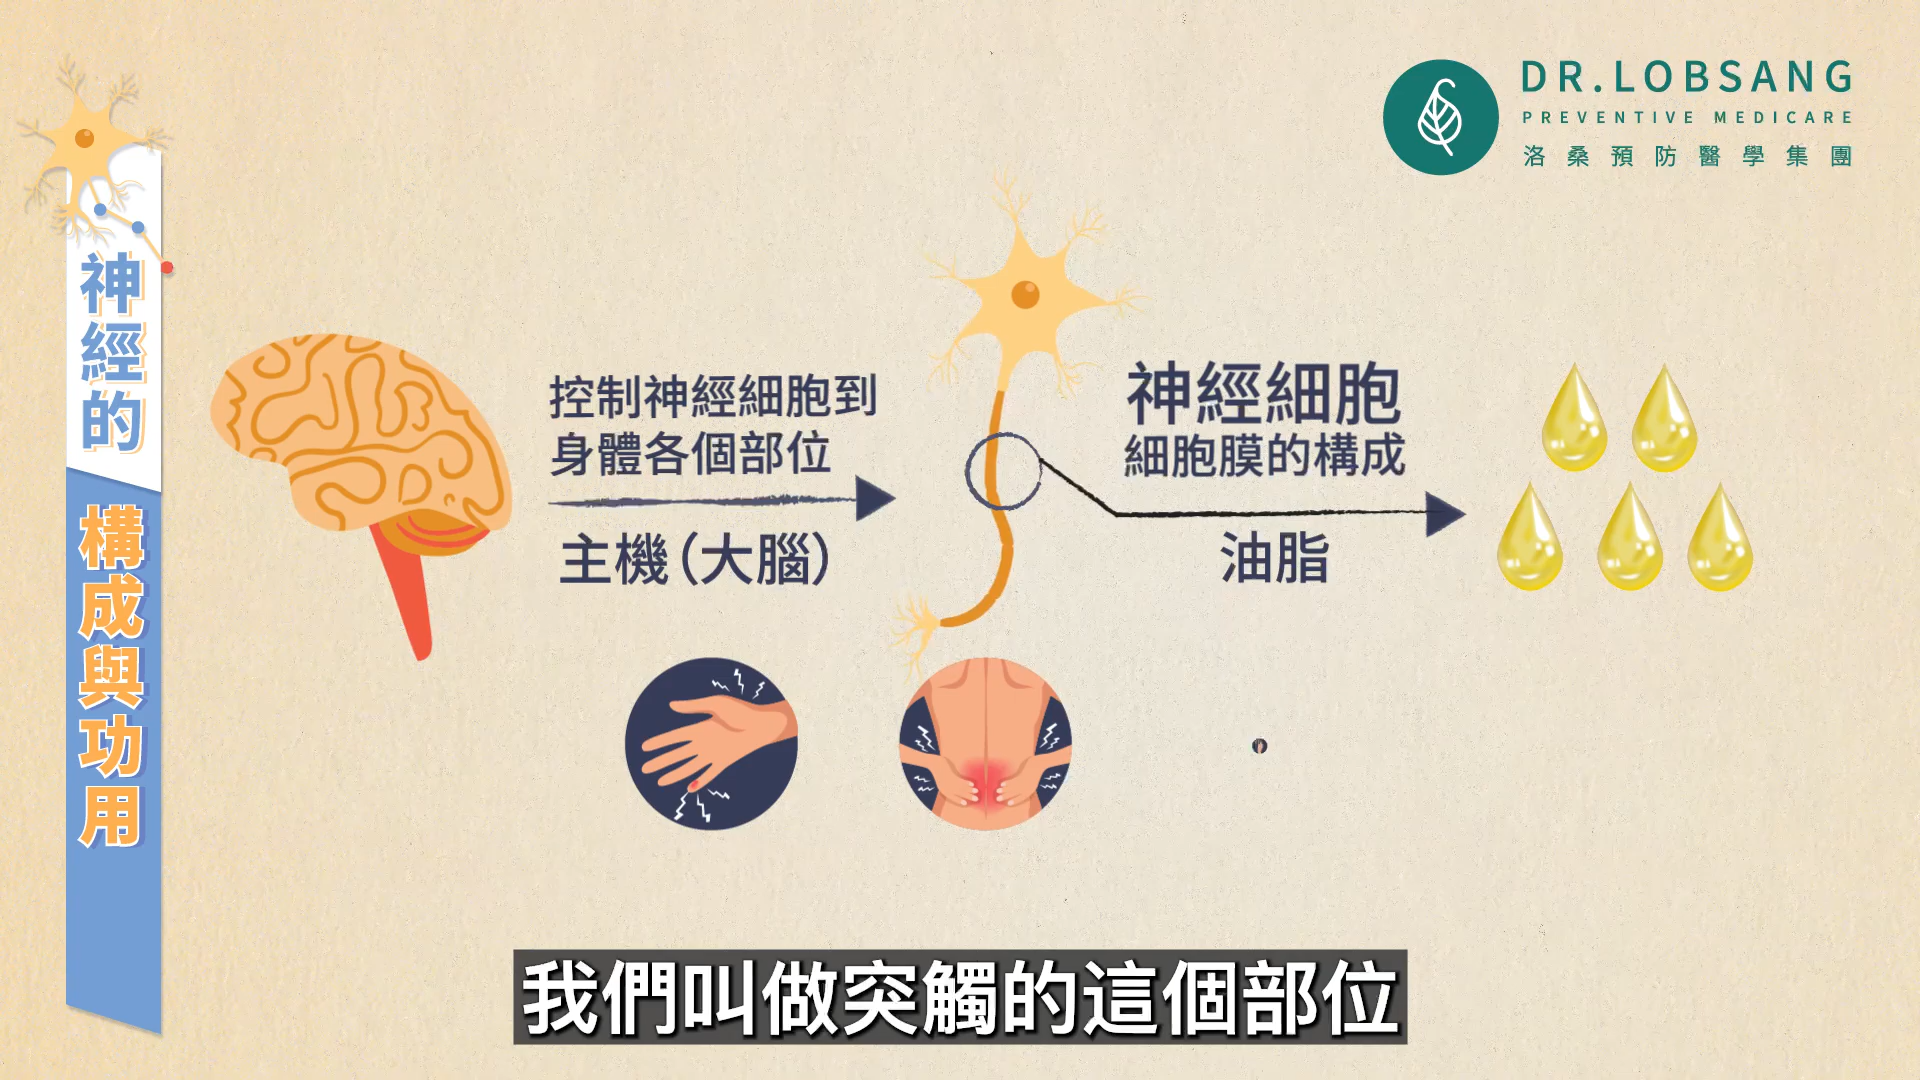 DR.LOBSANG
PREVENTIVE MEDICARE
洛桑預防醫學集團
神經的
構成與功用
控制神經細胞到
身體各個部位
主機(大腦)
神經細胞
細胞膜的構成
油脂
我們叫做突觸的這個部位